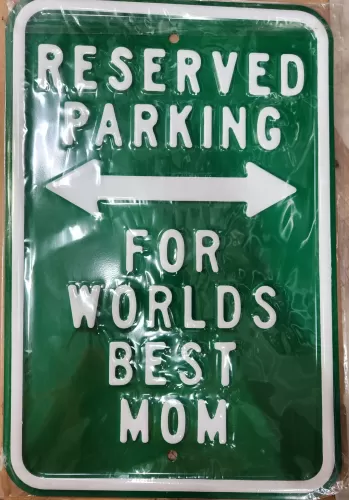 RESERVED
PARKING
FOR
WORLDS
BEST
MOM